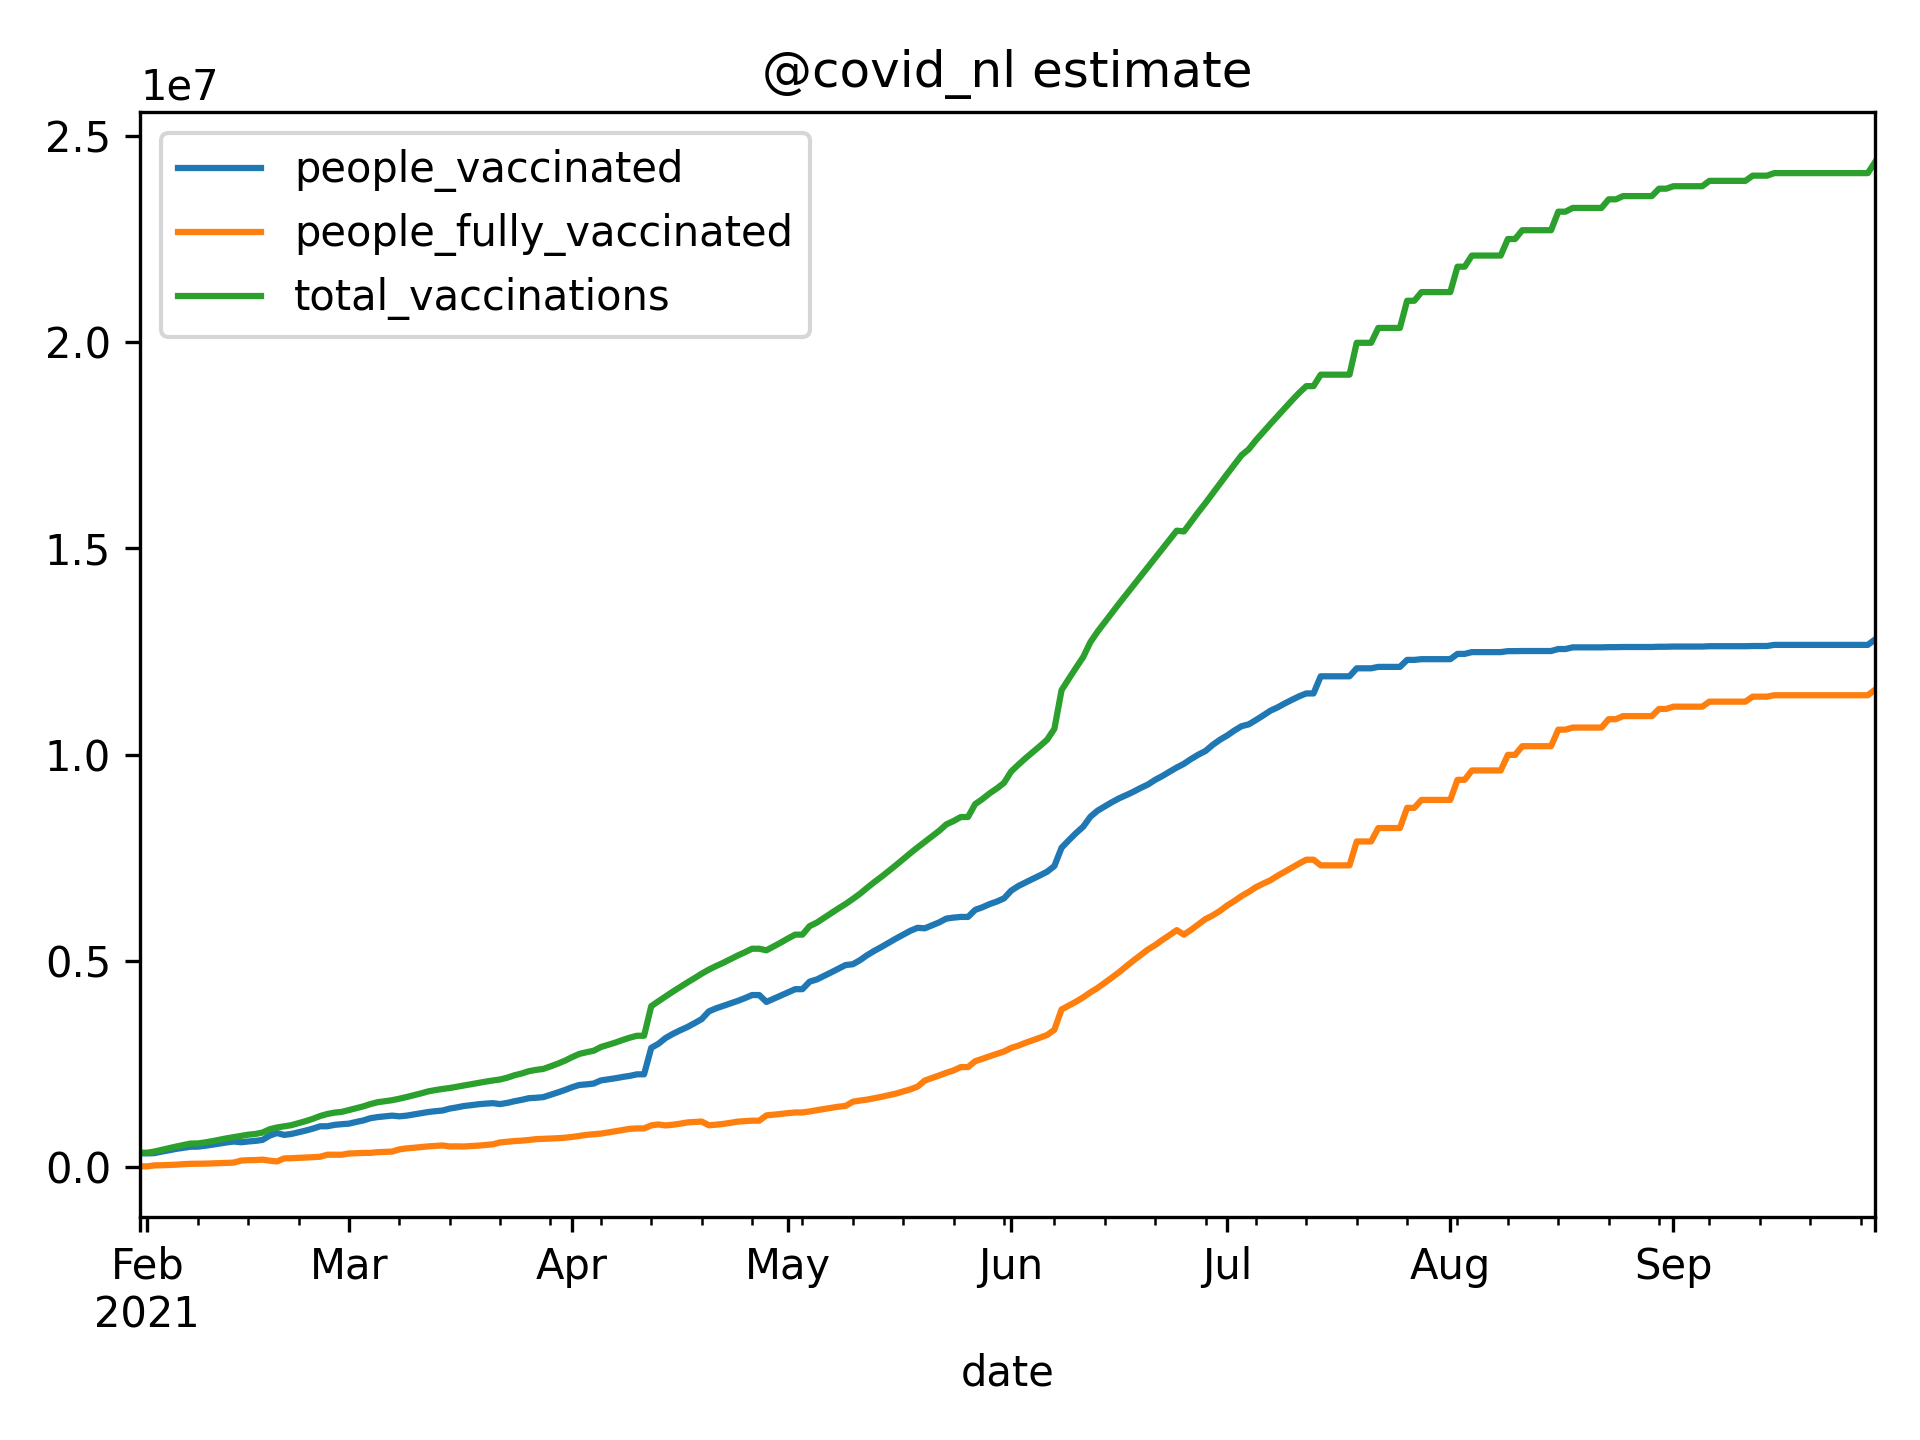 @covid_nl estimate
1e7
2.5
2.0
1.5
1.0
0.5
0.0
people_vaccinated
people_fully_vaccinated
total_vaccinations
Feb Mar Apr May Jun Jul Aug Sep
2021
date